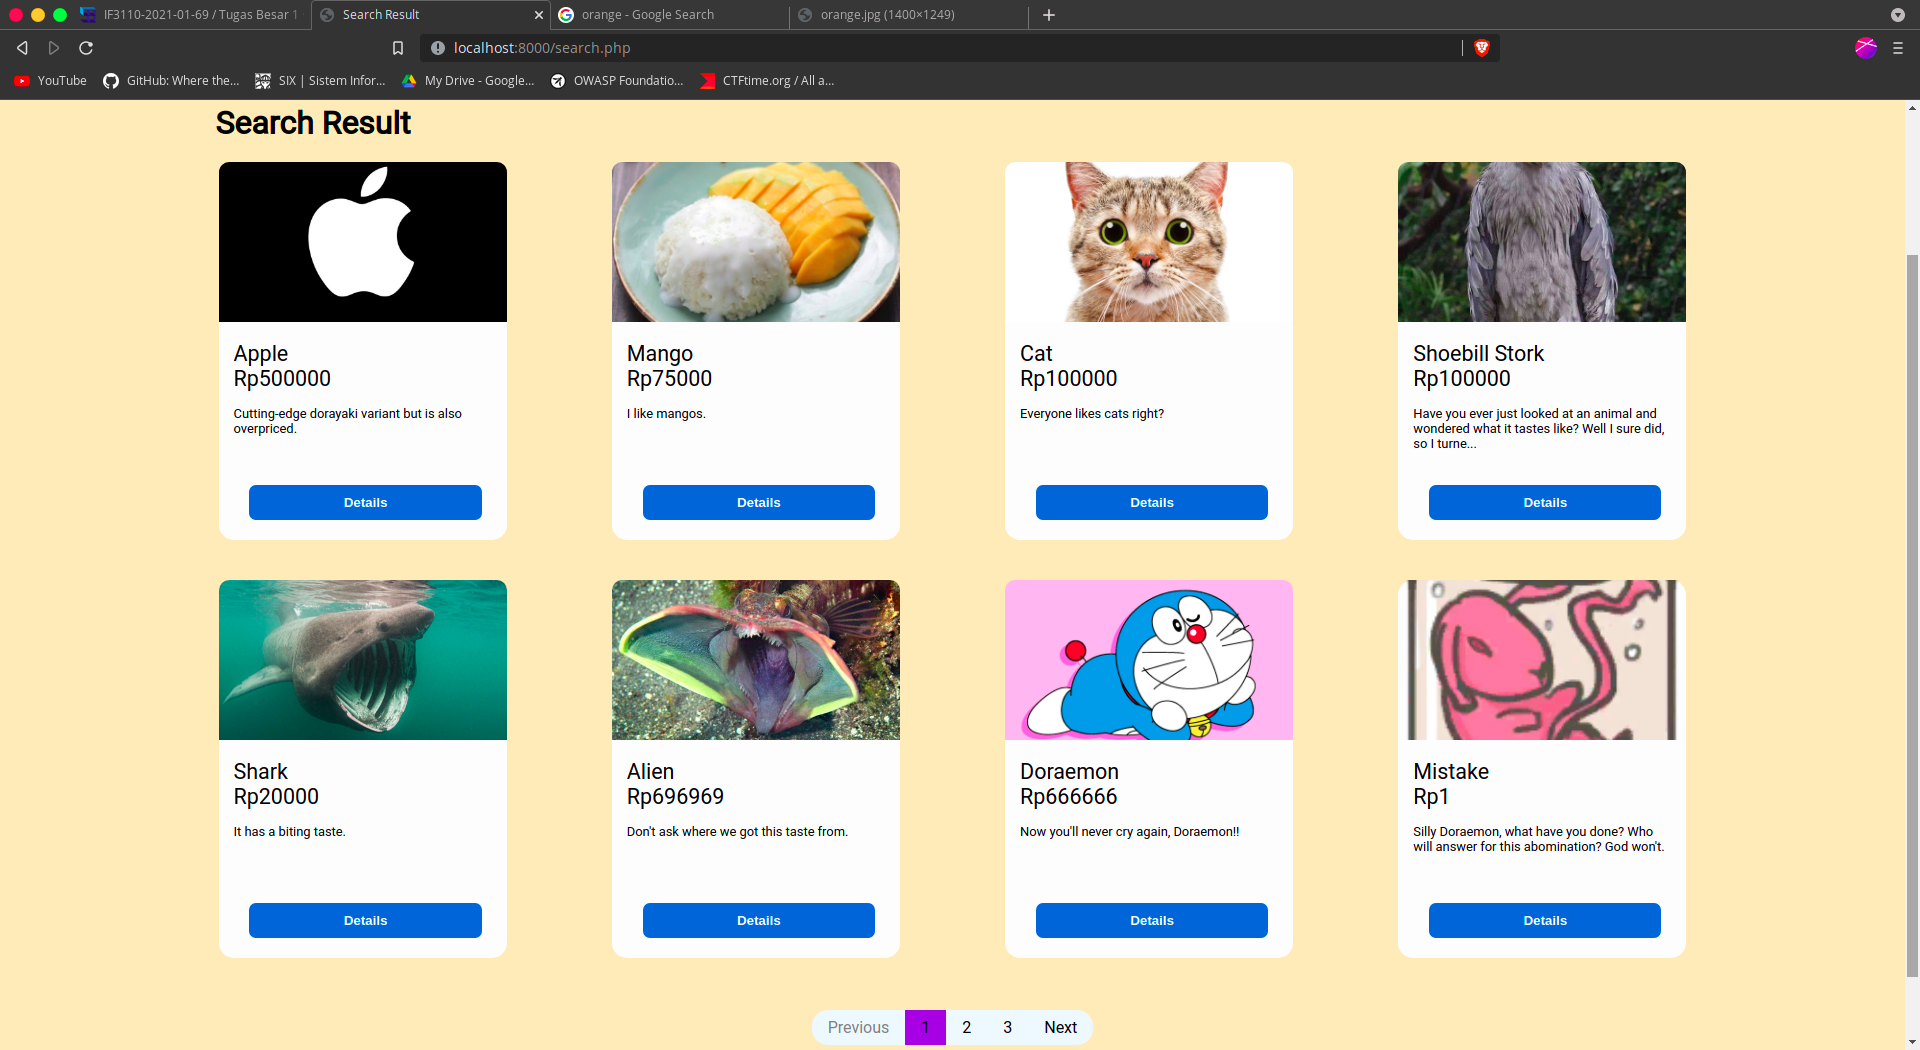 IF3110-2021-01-69 / Tugas Besar 1
Search Result
orange - Google Search
orange.jpg (1400×1249)
localhost:8000/search.php
YouTube
GitHub: Where the...
SIX | Sistem Infor...
My Drive - Google...
OWASP Foundatio...
CTFtime.org / All a...
Search Result
Apple
Rp500000
Cutting-edge dorayaki variant but is also
overpriced.
Details
Mango
Rp75000
I like mangos.
Details
Cat
Rp100000
Everyone likes cats right?
Details
Shoebill Stork
Rp100000
Have you ever just looked at an animal and
wondered what it tastes like? Well I sure did,
so I turne...
Details
Shark
Rp20000
It has a biting taste.
Details
Alien
Rp696969
Don't ask where we got this taste from.
Details
Doraemon
Rp666666
Now you'll never cry again, Doraemon!!
Details
Mistake
Rp1
Silly Doraemon, what have you done? Who
will answer for this abomination? God won't.
Details
Previous 1 2 3 Next